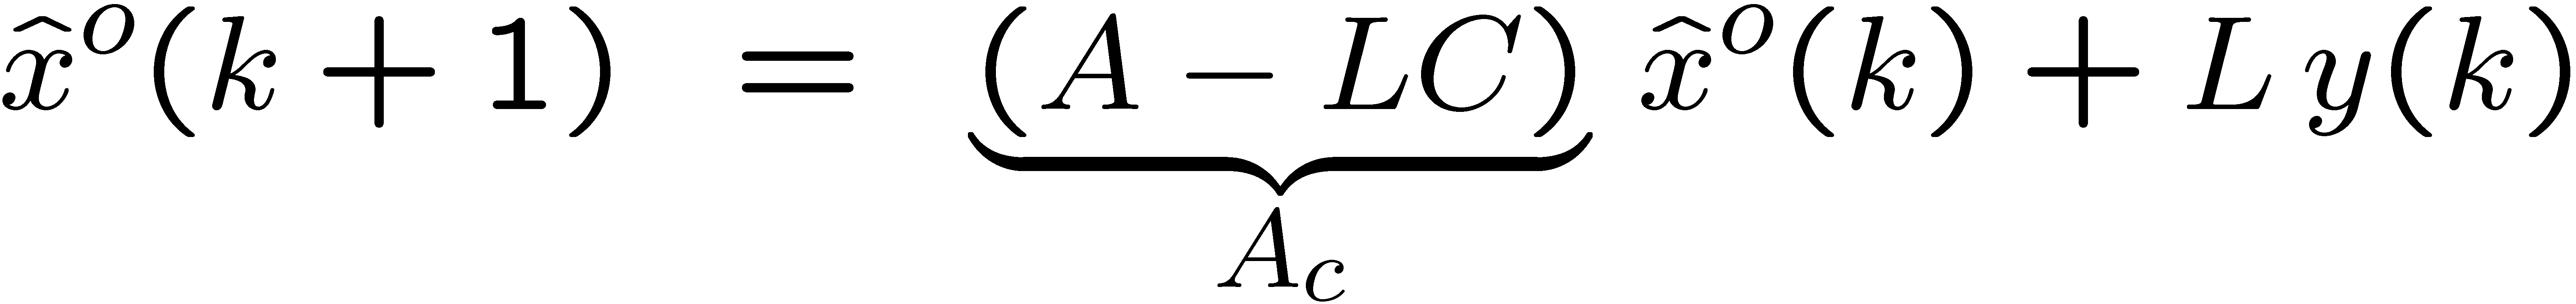 x̂ᵒ(k + 1) = (A − LC) x̂ᵒ(k) + L y(k)
A_c